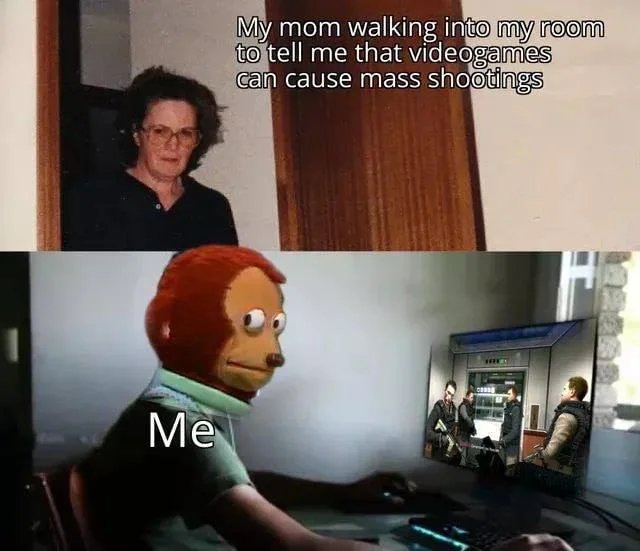 My mom walking into my room
to tell me that videogames
can cause mass shootings
Me